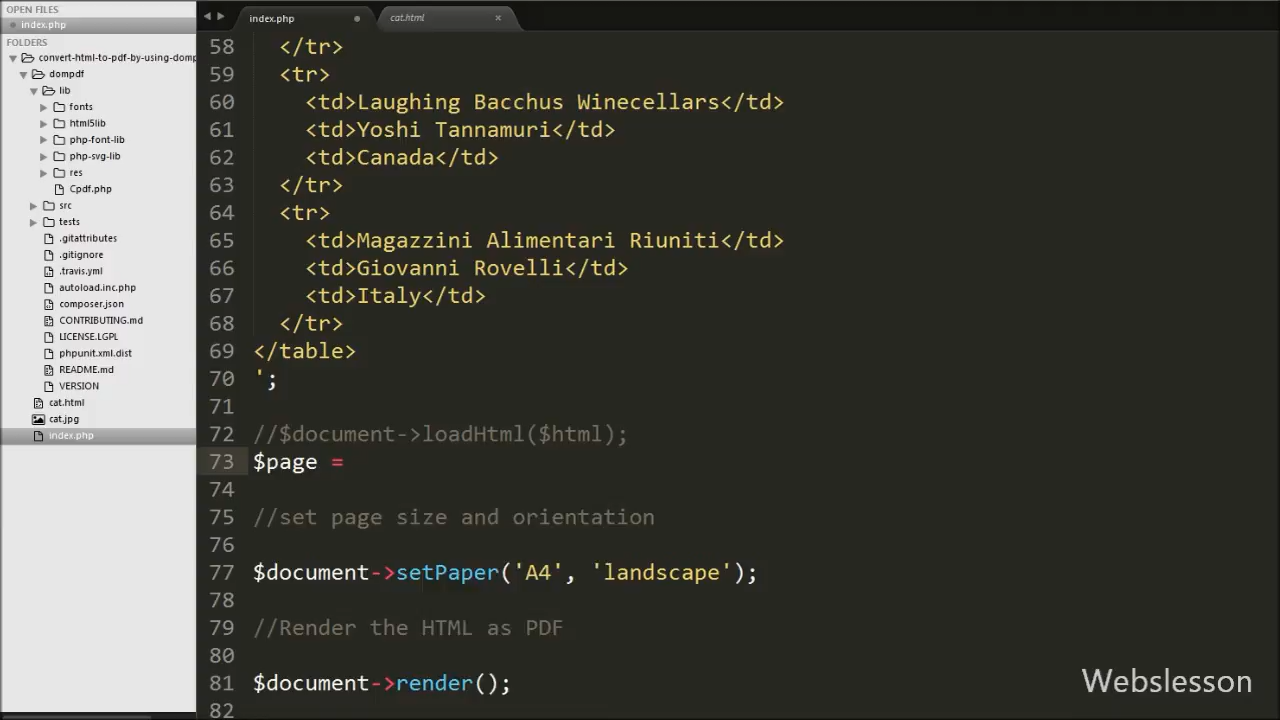 OPEN FILES
index.php
FOLDERS
convert-html-to-pdf-by-using-domp
dompdf
lib
fonts
html5lib
php-font-lib
php-svg-lib
res
Cpdf.php
src
tests
.gitattributes
.gitignore
.travis.yml
autoload.inc.php
composer.json
CONTRIBUTING.md
LICENSE.LGPL
phpunit.xml.dist
README.md
VERSION
cat.html
cat.jpg
index.php
index.php
cat.html
58 </tr>
59 <tr>
60 <td>Laughing Bacchus Winecellars</td>
61 <td>Yoshi Tannamuri</td>
62 <td>Canada</td>
63 </tr>
64 <tr>
65 <td>Magazzini Alimentari Riuniti</td>
66 <td>Giovanni Rovelli</td>
67 <td>Italy</td>
68 </tr>
69 </table>
70 ';
71
72 //$document->loadHtml($html);
73 $page =
74
75 //set page size and orientation
76
77 $document->setPaper('A4', 'landscape');
78
79 //Render the HTML as PDF
80
81 $document->render();
82
Webslesson